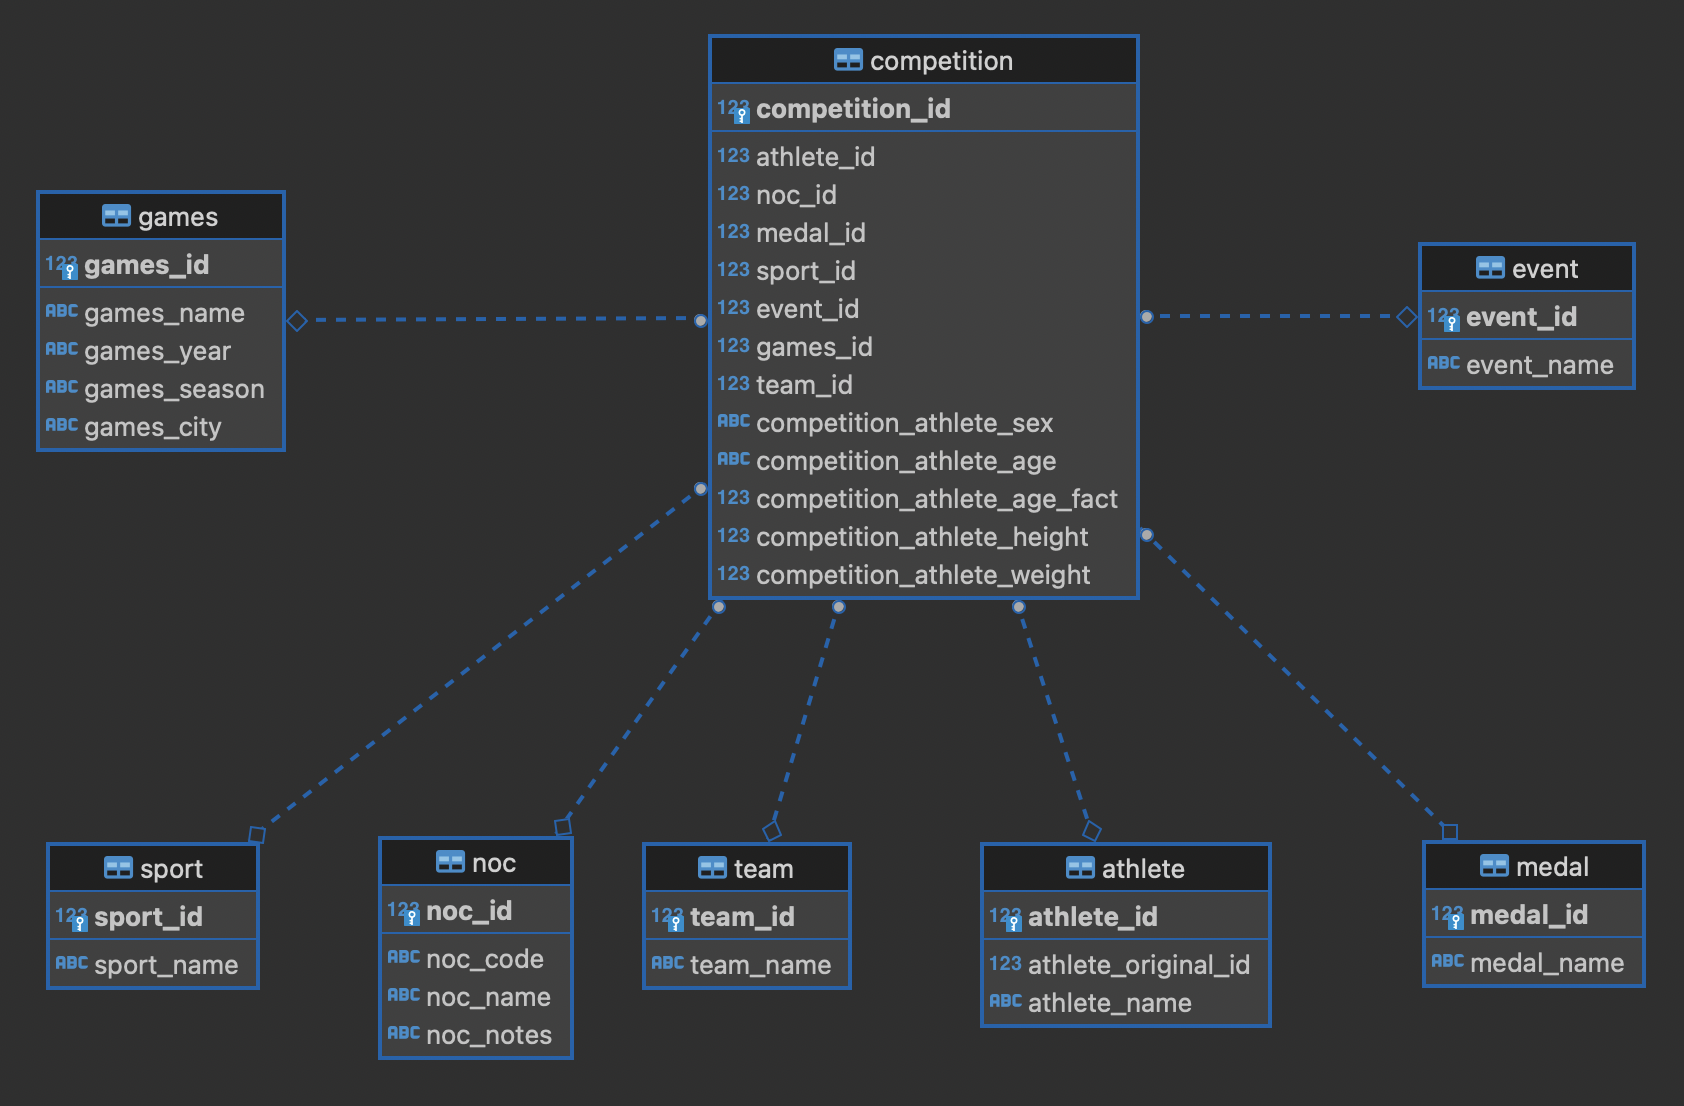 competition
123 competition_id
123 athlete_id
123 noc_id
123 medal_id
123 sport_id
123 event_id
123 games_id
123 team_id
ABC competition_athlete_sex
ABC competition_athlete_age
123 competition_athlete_age_fact
123 competition_athlete_height
123 competition_athlete_weight
games
123 games_id
ABC games_name
ABC games_year
ABC games_season
ABC games_city
event
123 event_id
ABC event_name
sport
123 sport_id
ABC sport_name
noc
123 noc_id
ABC noc_code
ABC noc_name
ABC noc_notes
team
123 team_id
ABC team_name
athlete
123 athlete_id
123 athlete_original_id
ABC athlete_name
medal
123 medal_id
ABC medal_name